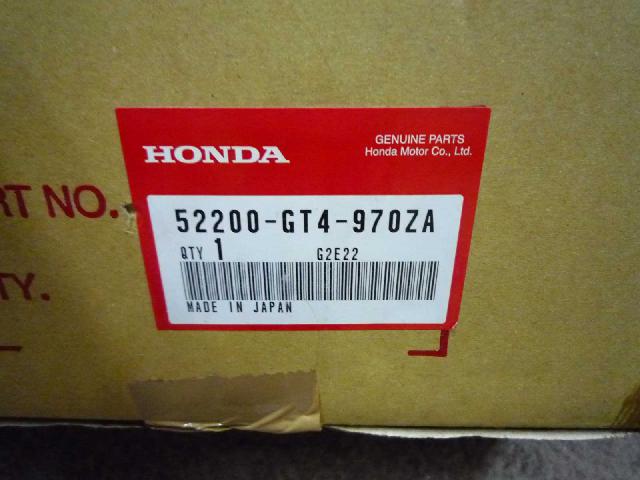 HONDA
GENUINE PARTS
Honda Motor Co., Ltd.
RT NO.
52200-GT4-970ZA
QTY 1 G2E22
TY.
MADE IN JAPAN